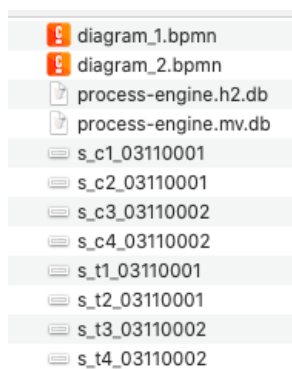 diagram_1.bpmn
diagram_2.bpmn
process-engine.h2.db
process-engine.mv.db
s_c1_03110001
s_c2_03110001
s_c3_03110002
s_c4_03110002
s_t1_03110001
s_t2_03110001
s_t3_03110002
s_t4_03110002